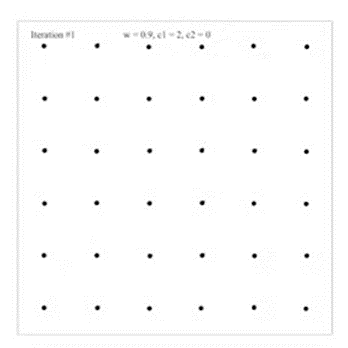 Iteration #1 w = 0.9, c1 = 2, c2 = 0